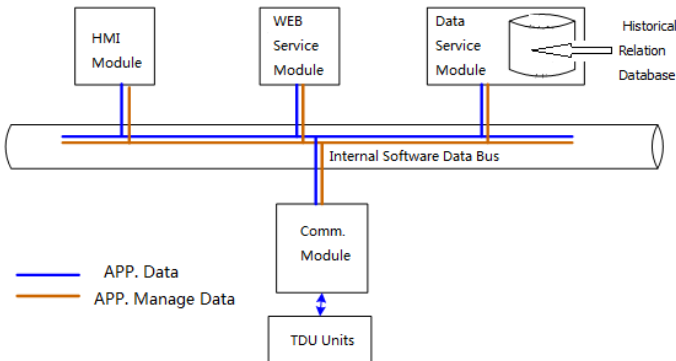 HMI
Module
WEB
Service
Module
Data
Service
Module
Historical
Relation
Database
Internal Software Data Bus
Comm.
Module
APP. Data
APP. Manage Data
TDU Units